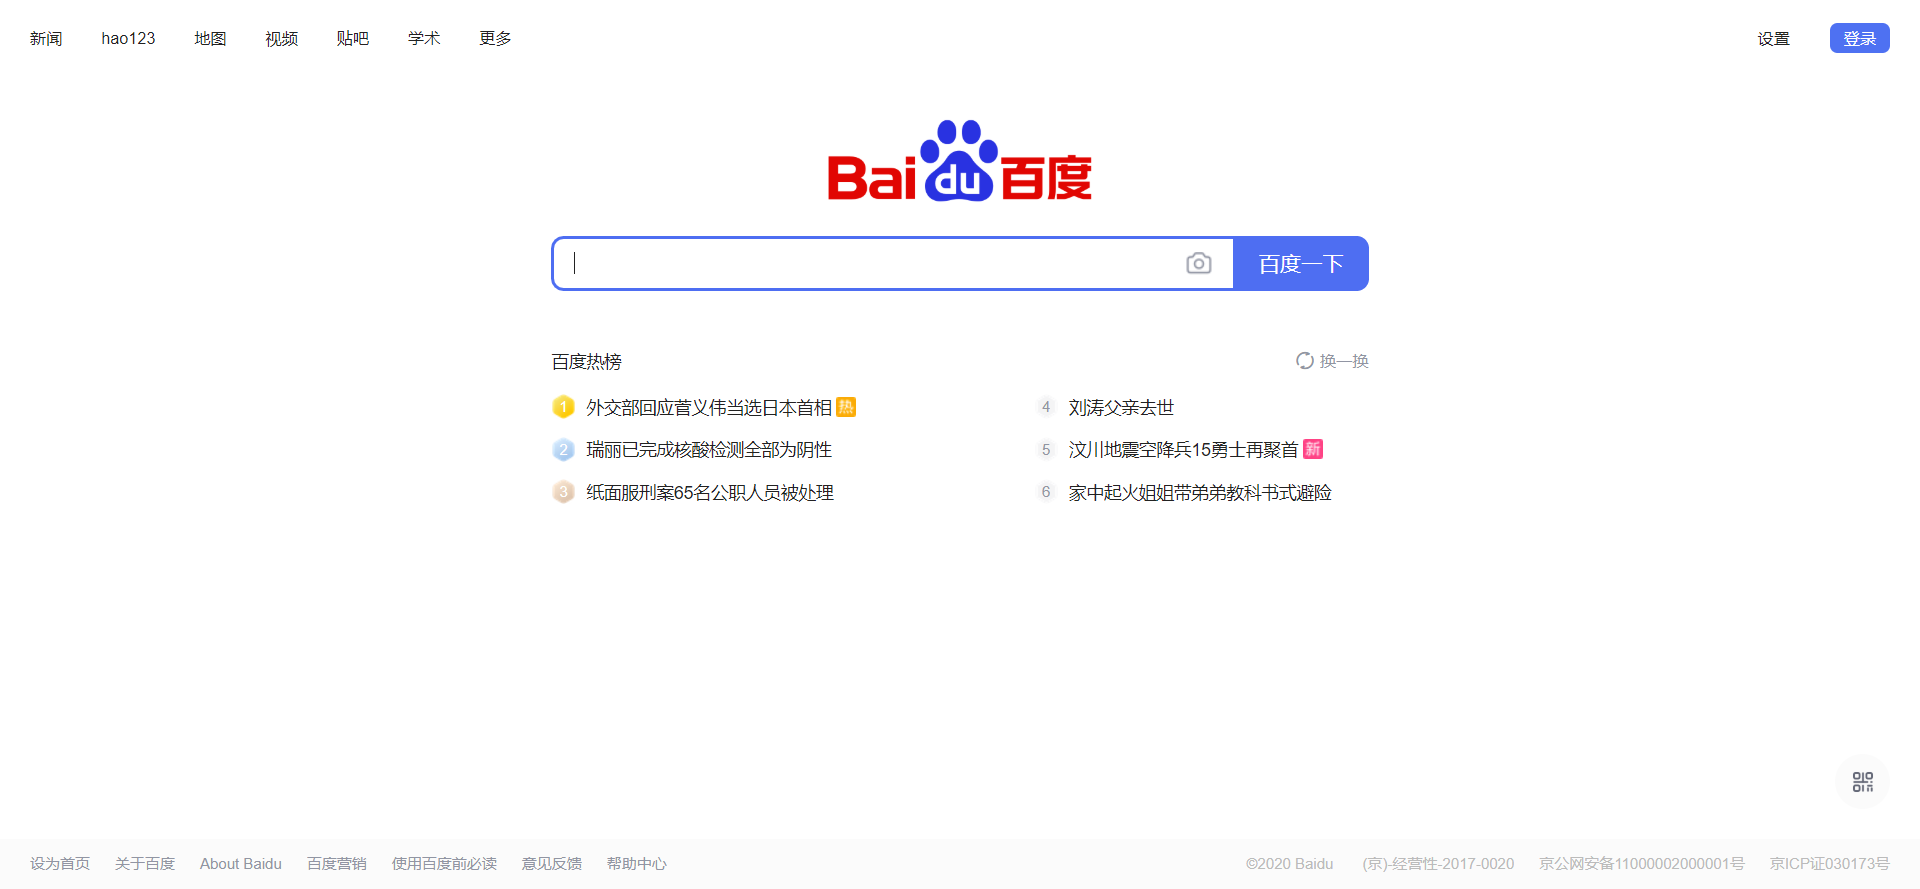 新闻 hao123 地图 视频 贴吧 学术 更多 设置 登录
Bai du 百度
百度一下
百度热榜 换一换
1 外交部回应菅义伟当选日本首相 热
2 瑞丽已完成核酸检测全部为阴性
3 纸面服刑案65名公职人员被处理
4 刘涛父亲去世
5 汶川地震空降兵15勇士再聚首 新
6 家中起火姐姐带弟弟教科书式避险
设为首页 关于百度 About Baidu 百度营销 使用百度前必读 意见反馈 帮助中心 ©2020 Baidu (京)-经营性-2017-0020 京公网安备11000002000001号 京ICP证030173号